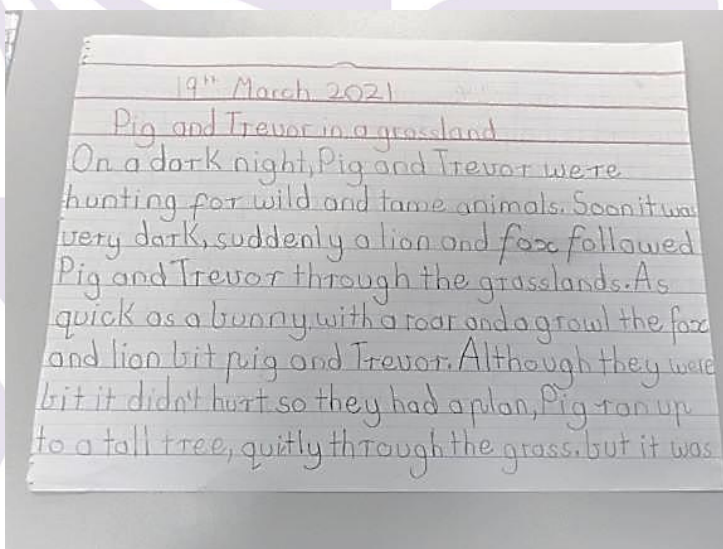 19th March 2021
Pig and Trevor in a grassland
On a dark night, Pig and Trevor were
hunting for wild and tame animals. Soon it was
very dark, suddenly a lion and fox followed
Pig and Trevor through the grasslands. As
quick as a bunny, with a roar and a growl the fox
and lion bit pig and Trevor. Although they were
bit it didn't hurt so they had a plan, Pig ran up
to a tall tree, quitly through the grass. but it was